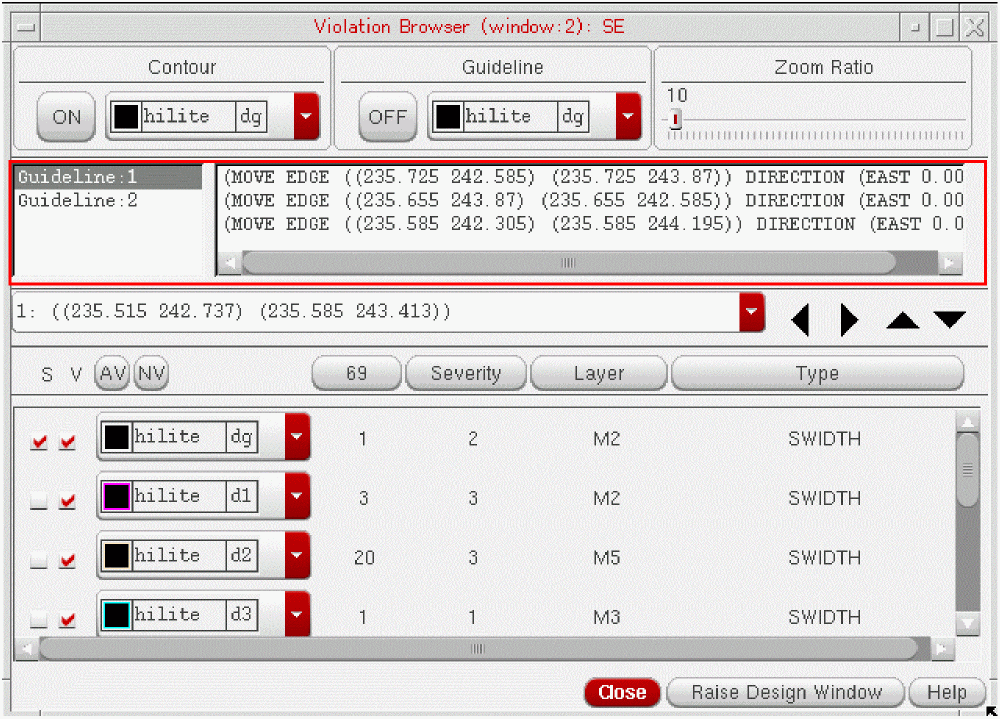 Violation Browser (window:2): SE
Contour Guideline Zoom Ratio
ON hilite dg OFF hilite dg 10
Guideline:1 (MOVE EDGE ((235.725 242.585) (235.725 243.87)) DIRECTION (EAST 0.00
Guideline:2 (MOVE EDGE ((235.655 243.87) (235.655 242.585)) DIRECTION (EAST 0.00
(MOVE EDGE ((235.585 242.305) (235.585 244.195)) DIRECTION (EAST 0.0
1: ((235.515 242.737) (235.585 243.413))
S V AV NV 69 Severity Layer Type
hilite dg 1 2 M2 SWIDTH
hilite d1 3 3 M2 SWIDTH
hilite d2 20 3 M5 SWIDTH
hilite d3 1 1 M3 SWIDTH
Close Raise Design Window Help